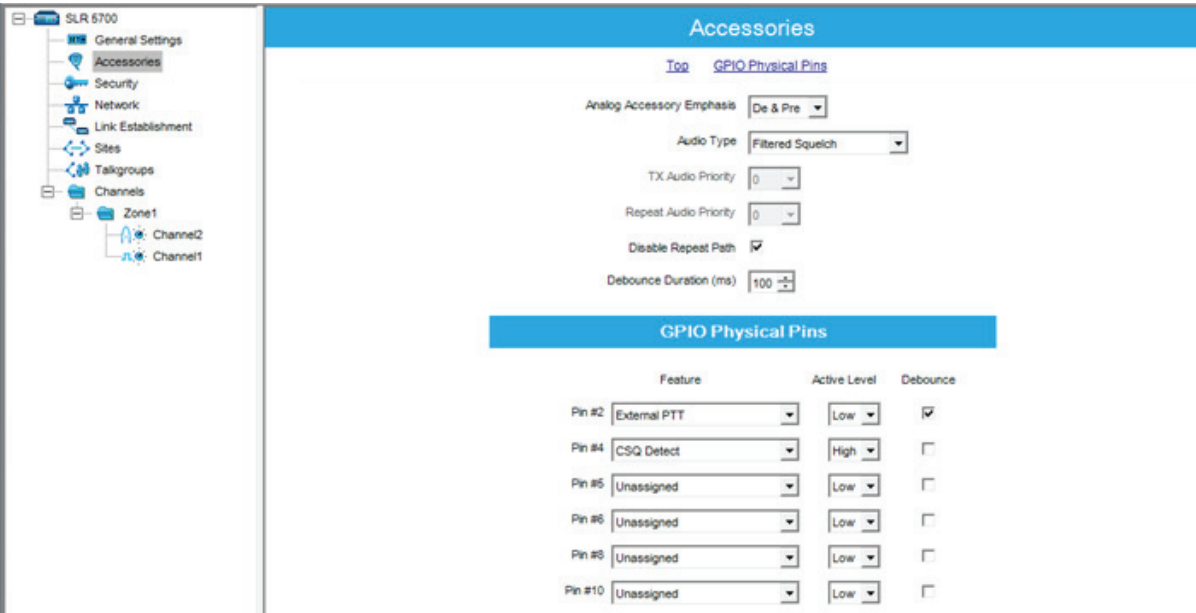 SLR 5700
General Settings
Accessories
Security
Network
Link Establishment
Sites
Talkgroups
Channels
Zone1
Channel2
Channel1
Accessories
Top GPIO Physical Pins
Analog Accessory Emphasis De & Pre
Audio Type Filtered Squelch
TX Audio Priority 0
Repeat Audio Priority 0
Disable Repeat Path
Debounce Duration (ms) 100
GPIO Physical Pins
Feature Active Level Debounce
Pin #2 External PTT Low
Pin #4 CSQ Detect High
Pin #5 Unassigned Low
Pin #6 Unassigned Low
Pin #8 Unassigned Low
Pin #10 Unassigned Low